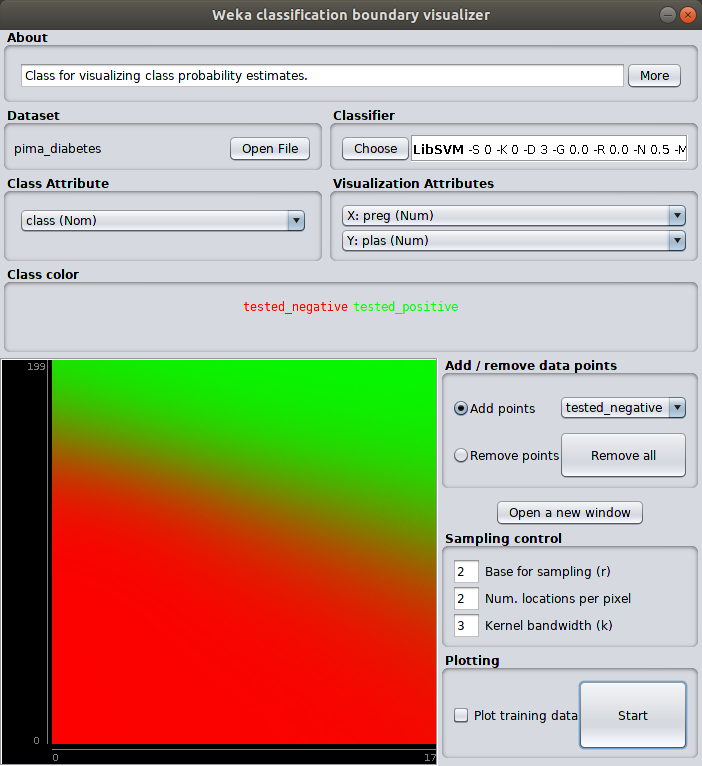 Weka classification boundary visualizer
About
Class for visualizing class probability estimates.
More
Dataset
pima_diabetes
Open File
Classifier
Choose
LibSVM -S 0 -K 0 -D 3 -G 0.0 -R 0.0 -N 0.5 -M
Class Attribute
class (Nom)
Visualization Attributes
X: preg (Num)
Y: plas (Num)
Class color
tested_negative tested_positive
199
0
0
17
Add / remove data points
Add points
tested_negative
Remove points
Remove all
Open a new window
Sampling control
2 Base for sampling (r)
2 Num. locations per pixel
3 Kernel bandwidth (k)
Plotting
Plot training data
Start